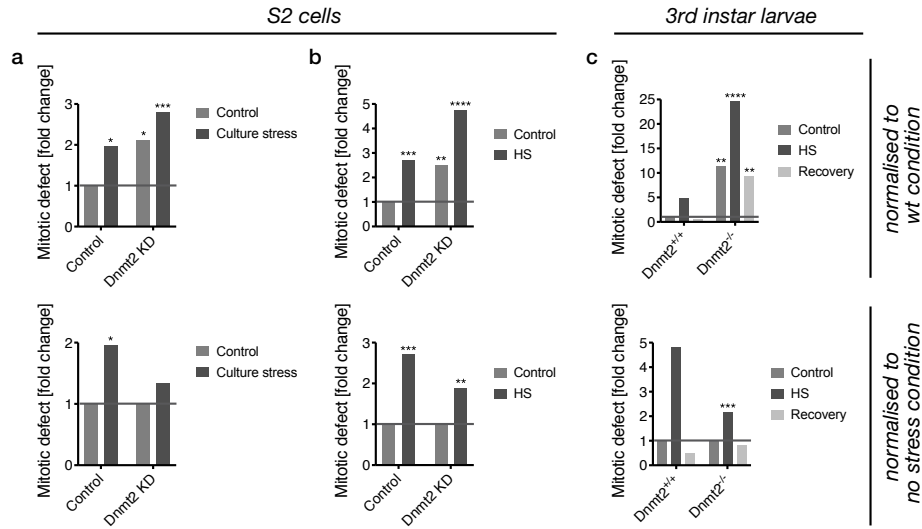 S2 cells
3rd instar larvae
a
Mitotic defect [fold change]
3
2
1
0
*
*
***
Control
Culture stress
Control
Dnmt2 KD
b
Mitotic defect [fold change]
5
4
3
2
1
0
***
**
****
Control
HS
Control
Dnmt2 KD
c
Mitotic defect [fold change]
25
20
15
10
5
0
**
****
**
Control
HS
Recovery
Dnmt2+/+
Dnmt2-/-
normalised to
wt condition
Mitotic defect [fold change]
2
1
0
*
Control
Culture stress
Control
Dnmt2 KD
Mitotic defect [fold change]
3
2
1
0
***
**
Control
HS
Control
Dnmt2 KD
Mitotic defect [fold change]
5
4
3
2
1
0
***
Control
HS
Recovery
Dnmt2+/+
Dnmt2-/-
normalised to
no stress condition